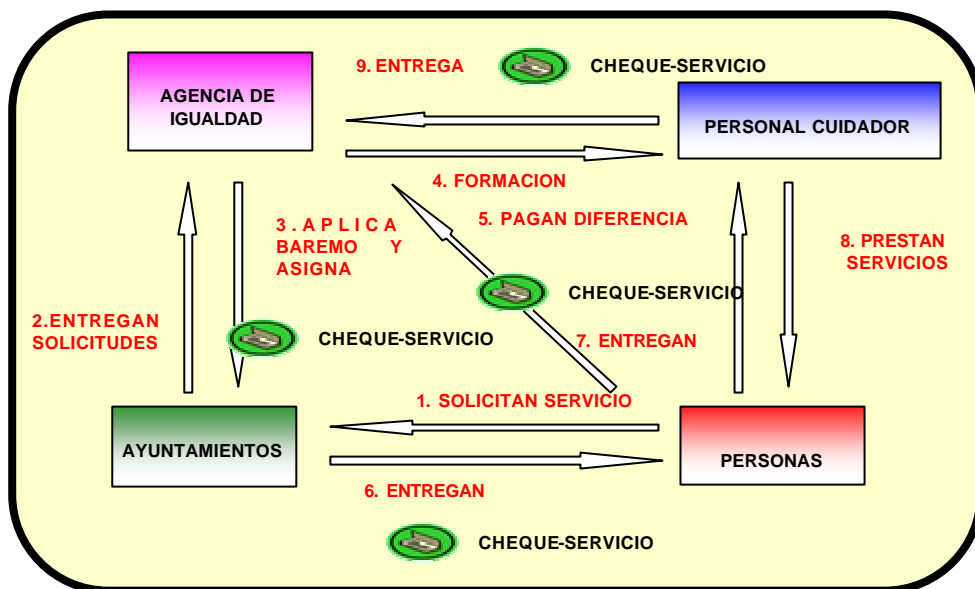 9. ENTREGA
CHEQUE-SERVICIO
AGENCIA DE
IGUALDAD
PERSONAL CUIDADOR
4. FORMACION
3. APLICA
BAREMO Y
ASIGNA
5. PAGAN DIFERENCIA
8. PRESTAN
SERVICIOS
CHEQUE-SERVICIO
2.ENTREGAN
SOLICITUDES
CHEQUE-SERVICIO
7. ENTREGAN
1. SOLICITAN SERVICIO
AYUNTAMIENTOS
PERSONAS
6. ENTREGAN
CHEQUE-SERVICIO